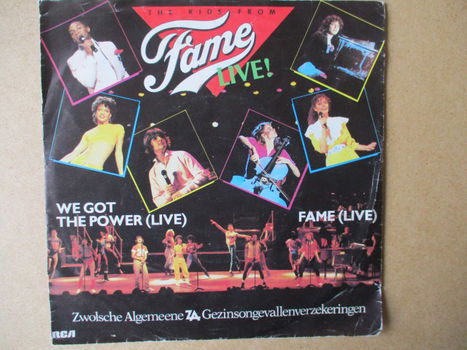 THE KIDS FROM
Fame
LIVE!
WE GOT
THE POWER (LIVE)
FAME (LIVE)
Zwolsche Algemeene ZA Gezinsongevallenverzekeringen
RCA